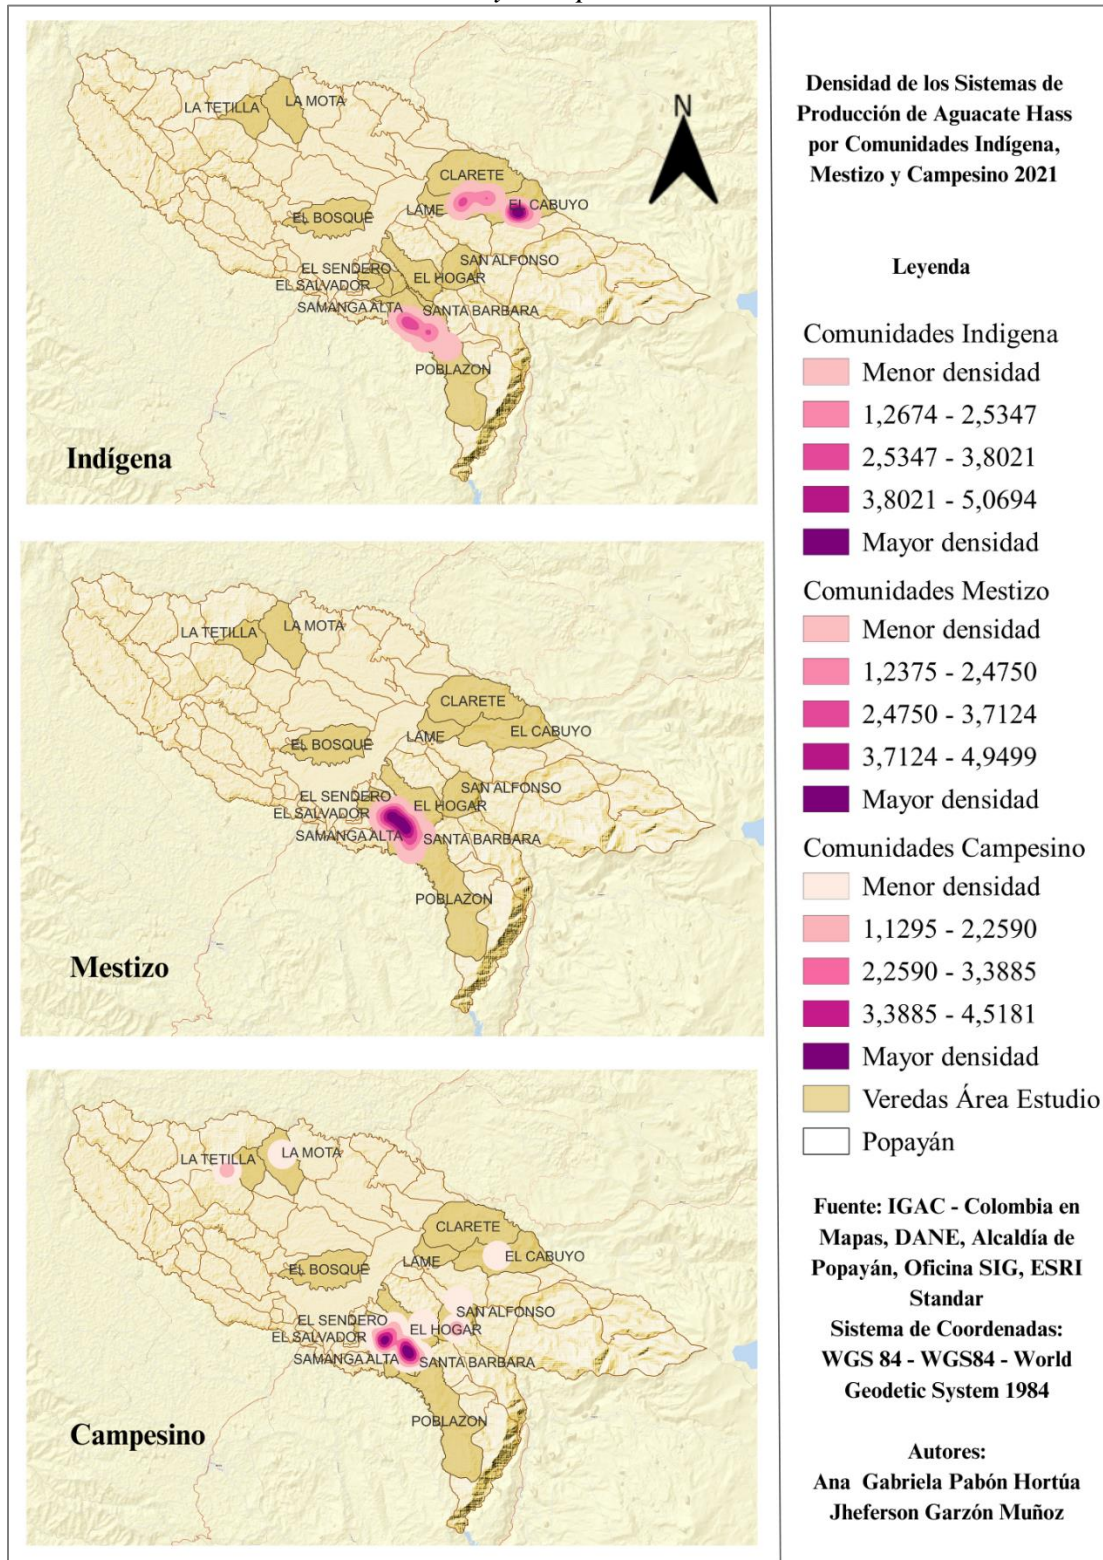 LA TETILLA
LA MOTA
CLARETE
LAME
EL CABUYO
EL BOSQUE
SAN ALFONSO
EL SENDERO
EL HOGAR
EL SALVADOR
SAMANGA ALTA
SANTA BARBARA
POBLAZON
Indígena
N
LA TETILLA
LA MOTA
CLARETE
LAME
EL CABUYO
EL BOSQUE
SAN ALFONSO
EL SENDERO
EL HOGAR
EL SALVADOR
SAMANGA ALTA
SANTA BARBARA
POBLAZON
Mestizo
LA TETILLA
LA MOTA
CLARETE
LAME
EL CABUYO
EL BOSQUE
SAN ALFONSO
EL SENDERO
EL HOGAR
EL SALVADOR
SAMANGA ALTA
SANTA BARBARA
POBLAZON
Campesino
Densidad de los Sistemas de
Producción de Aguacate Hass
por Comunidades Indígena,
Mestizo y Campesino 2021
Leyenda
Comunidades Indigena
Menor densidad
1,2674 - 2,5347
2,5347 - 3,8021
3,8021 - 5,0694
Mayor densidad
Comunidades Mestizo
Menor densidad
1,2375 - 2,4750
2,4750 - 3,7124
3,7124 - 4,9499
Mayor densidad
Comunidades Campesino
Menor densidad
1,1295 - 2,2590
2,2590 - 3,3885
3,3885 - 4,5181
Mayor densidad
Veredas Área Estudio
Popayán
Fuente: IGAC - Colombia en
Mapas, DANE, Alcaldía de
Popayán, Oficina SIG, ESRI
Standar
Sistema de Coordenadas:
WGS 84 - WGS84 - World
Geodetic System 1984
Autores:
Ana Gabriela Pabón Hortúa
Jheferson Garzón Muñoz